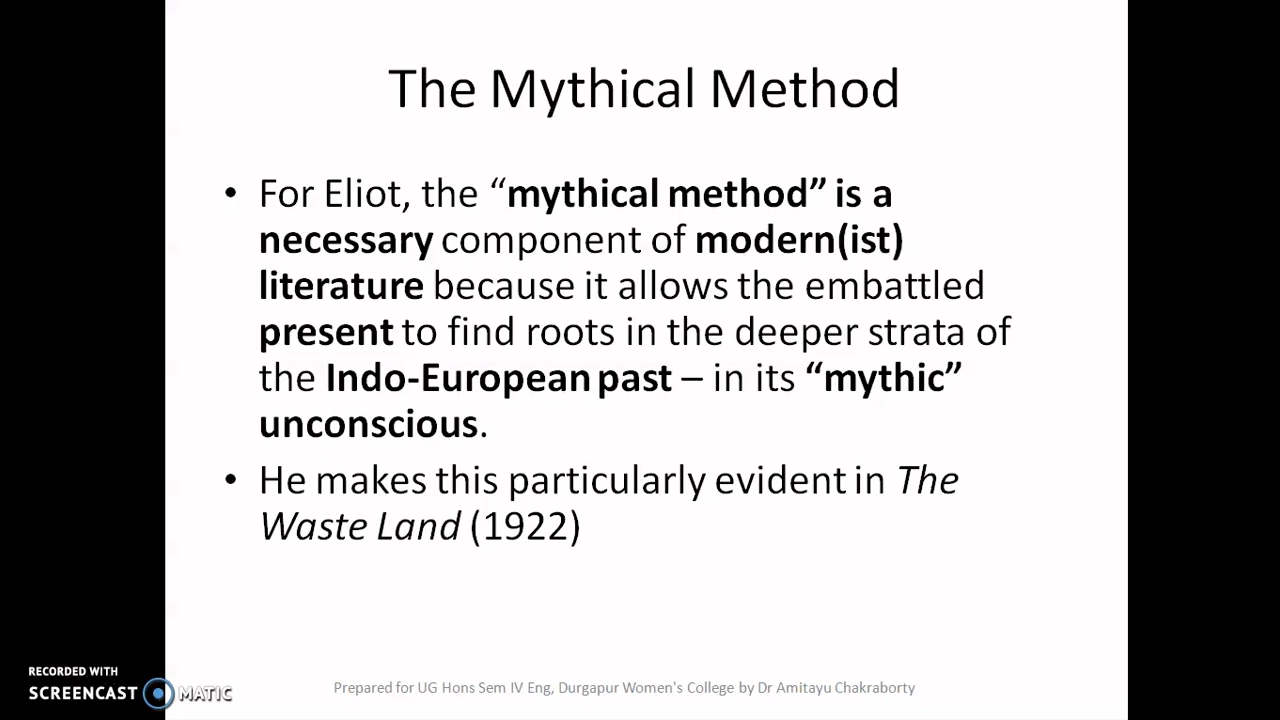 The Mythical Method
• For Eliot, the “mythical method” is a
necessary component of modern(ist)
literature because it allows the embattled
present to find roots in the deeper strata of
the Indo-European past – in its “mythic”
unconscious.
• He makes this particularly evident in The
Waste Land (1922)
RECORDED WITH
SCREENCAST MATIC
Prepared for UG Hons Sem IV Eng, Durgapur Women's College by Dr Amitayu Chakraborty